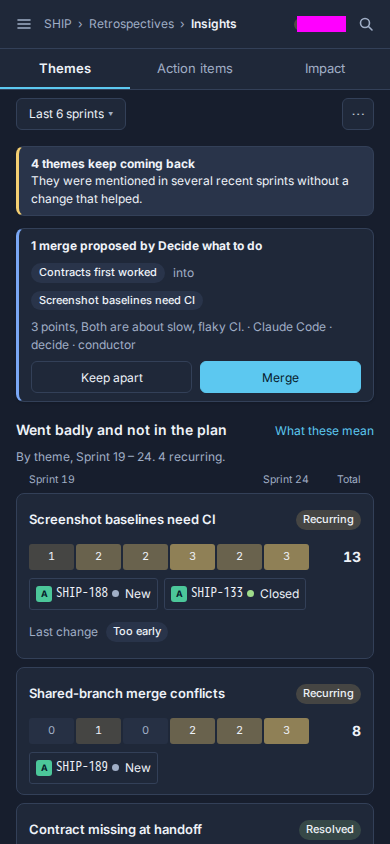 SHIP › Retrospectives › Insights
Themes Action items Impact
Last 6 sprints ▾ ...
4 themes keep coming back
They were mentioned in several recent sprints without a
change that helped.
1 merge proposed by Decide what to do
Contracts first worked into
Screenshot baselines need CI
3 points, Both are about slow, flaky CI. · Claude Code ·
decide · conductor
Keep apart Merge
Went badly and not in the plan What these mean
By theme, Sprint 19 – 24. 4 recurring.
Sprint 19 Sprint 24 Total
Screenshot baselines need CI Recurring
1 2 2 3 2 3 13
A SHIP-188 New A SHIP-133 Closed
Last change Too early
Shared-branch merge conflicts Recurring
0 1 0 2 2 3 8
A SHIP-189 New
Contract missing at handoff Resolved